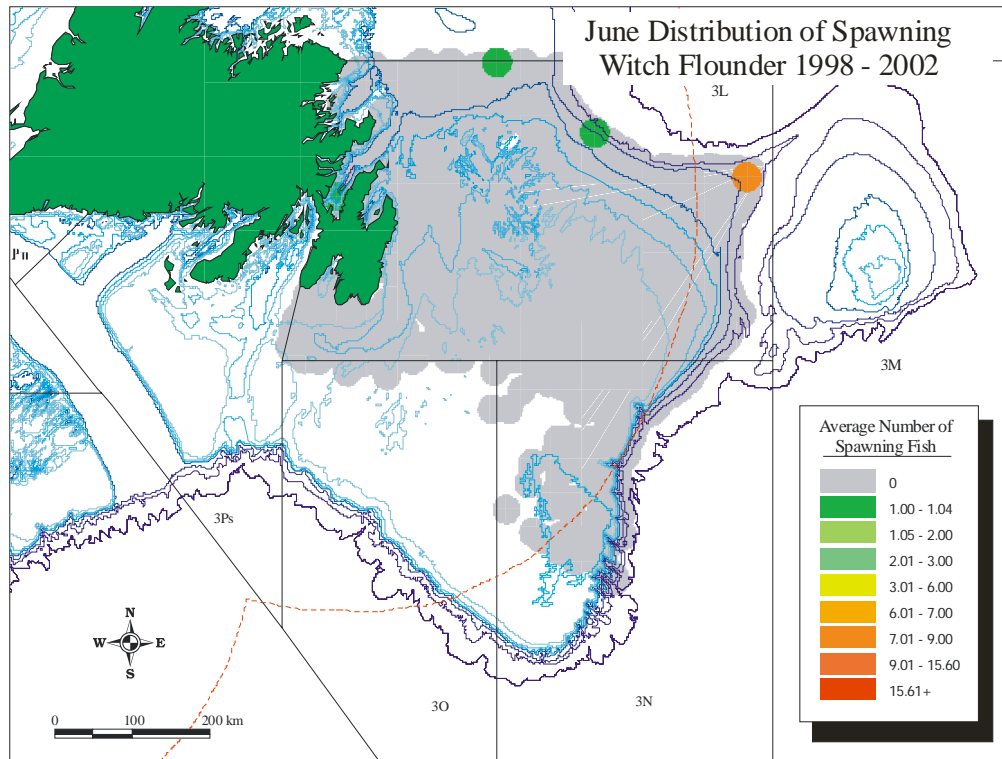 June Distribution of Spawning
Witch Flounder 1998 - 2002
3L
3M
Average Number of
Spawning Fish
0
1.00 - 1.04
1.05 - 2.00
2.01 - 3.00
3.01 - 6.00
6.01 - 7.00
7.01 - 9.00
9.01 - 15.60
15.61+
3Ps
N
W E
S
3O
3N
0 100 200 km